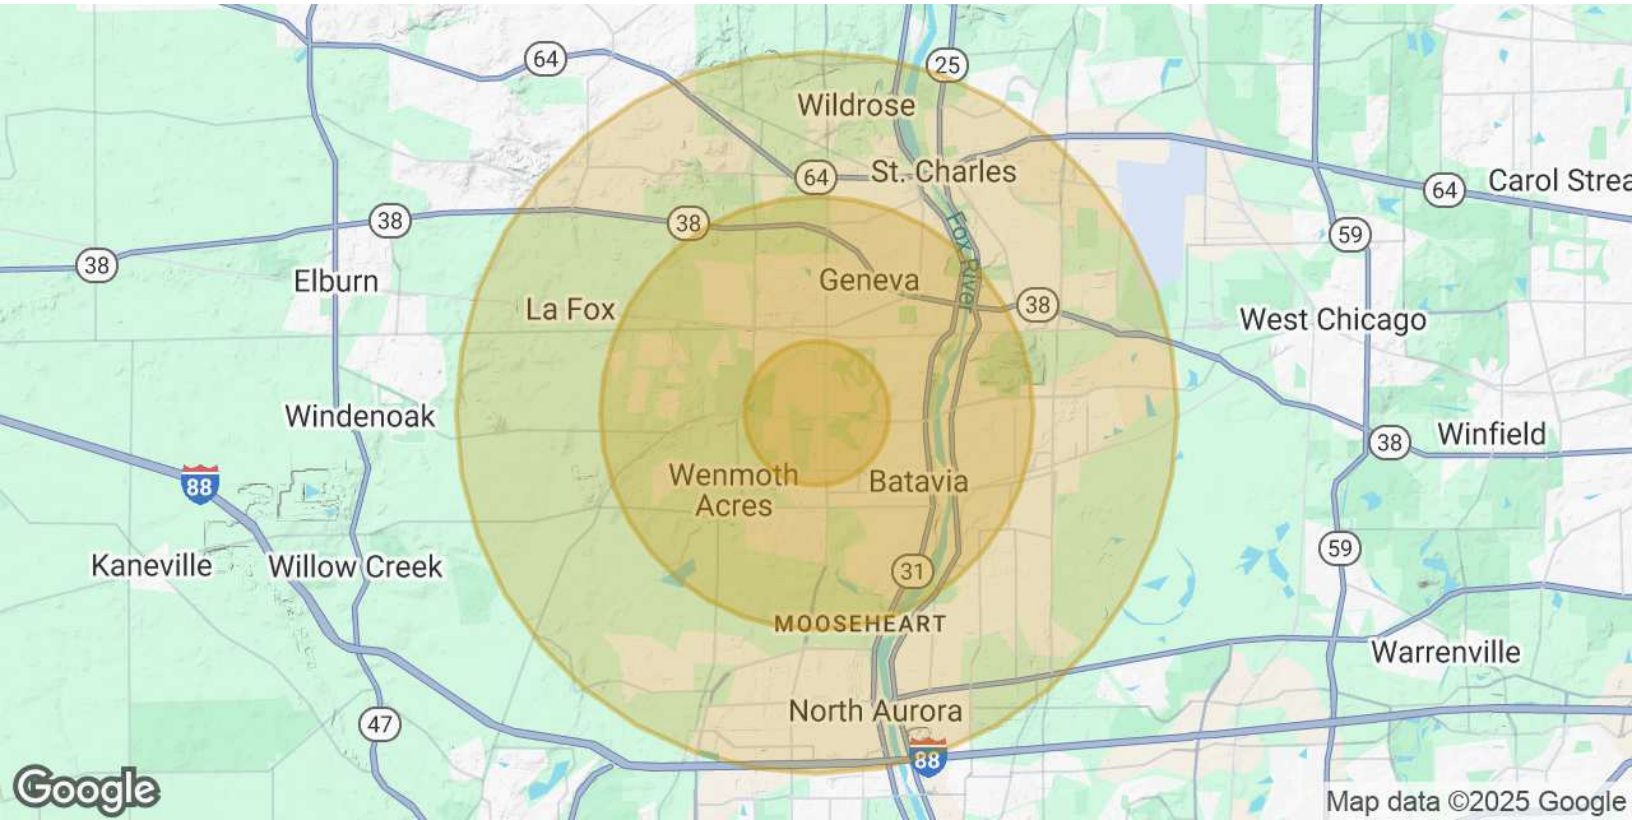 64
25
Wildrose
64
St. Charles
64
Carol Strea
38
38
59
38
Fox River
Elburn
Geneva
La Fox
38
West Chicago
Windenoak
38
Winfield
88
Wenmoth
Acres
Batavia
59
Kaneville
Willow Creek
31
MOOSEHEART
Warrenville
47
North Aurora
88
Google
Map data ©2025 Google